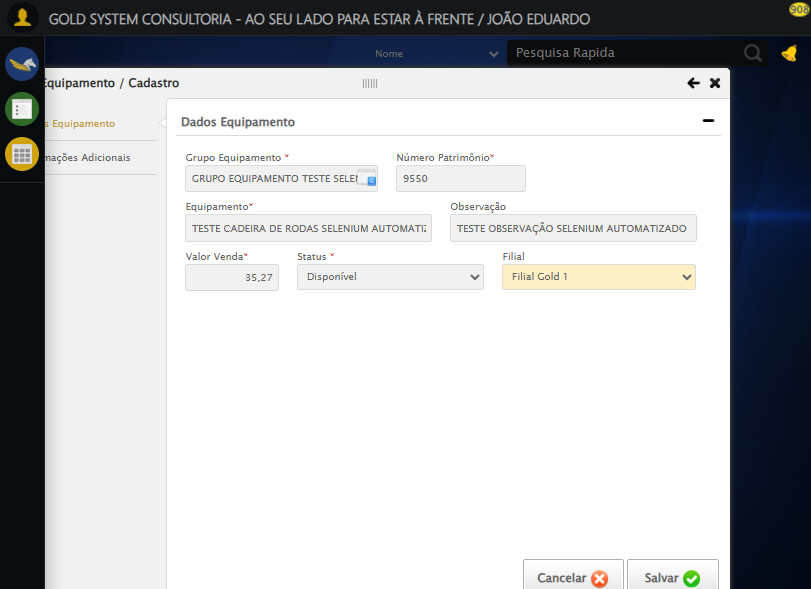 GOLD SYSTEM CONSULTORIA - AO SEU LADO PARA ESTAR À FRENTE / JOÃO EDUARDO
908
Nome
Pesquisa Rapida
Equipamento / Cadastro
s Equipamento
mações Adicionais
Dados Equipamento
Grupo Equipamento *
Número Patrimônio*
GRUPO EQUIPAMENTO TESTE SELEN
9550
Equipamento*
Observação
TESTE CADEIRA DE RODAS SELENIUM AUTOMATIZ
TESTE OBSERVAÇÃO SELENIUM AUTOMATIZADO
Valor Venda*
Status *
Filial
35,27
Disponível
Filial Gold 1
Cancelar
Salvar